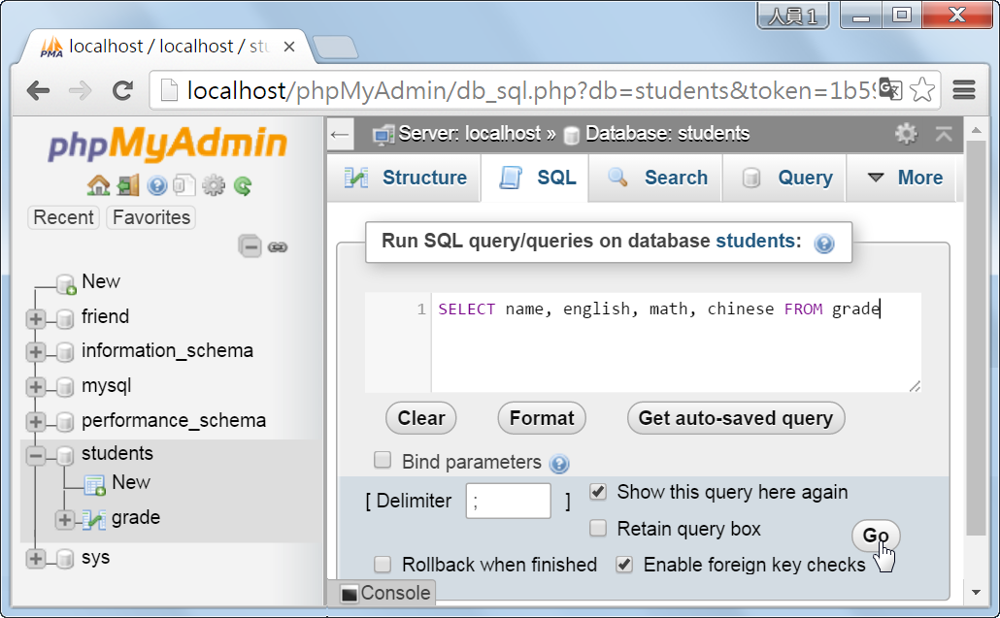 人員 1
PMA localhost / localhost / stu
localhost/phpMyAdmin/db_sql.php?db=students&token=1b59
phpMyAdmin
Recent Favorites
New
friend
information_schema
mysql
performance_schema
students
New
grade
sys
Server: localhost » Database: students
Structure SQL Search Query More
Run SQL query/queries on database students:
1 SELECT name, english, math, chinese FROM grade
Clear Format Get auto-saved query
Bind parameters
[ Delimiter ; ] Show this query here again
Retain query box
Go
Rollback when finished Enable foreign key checks
Console